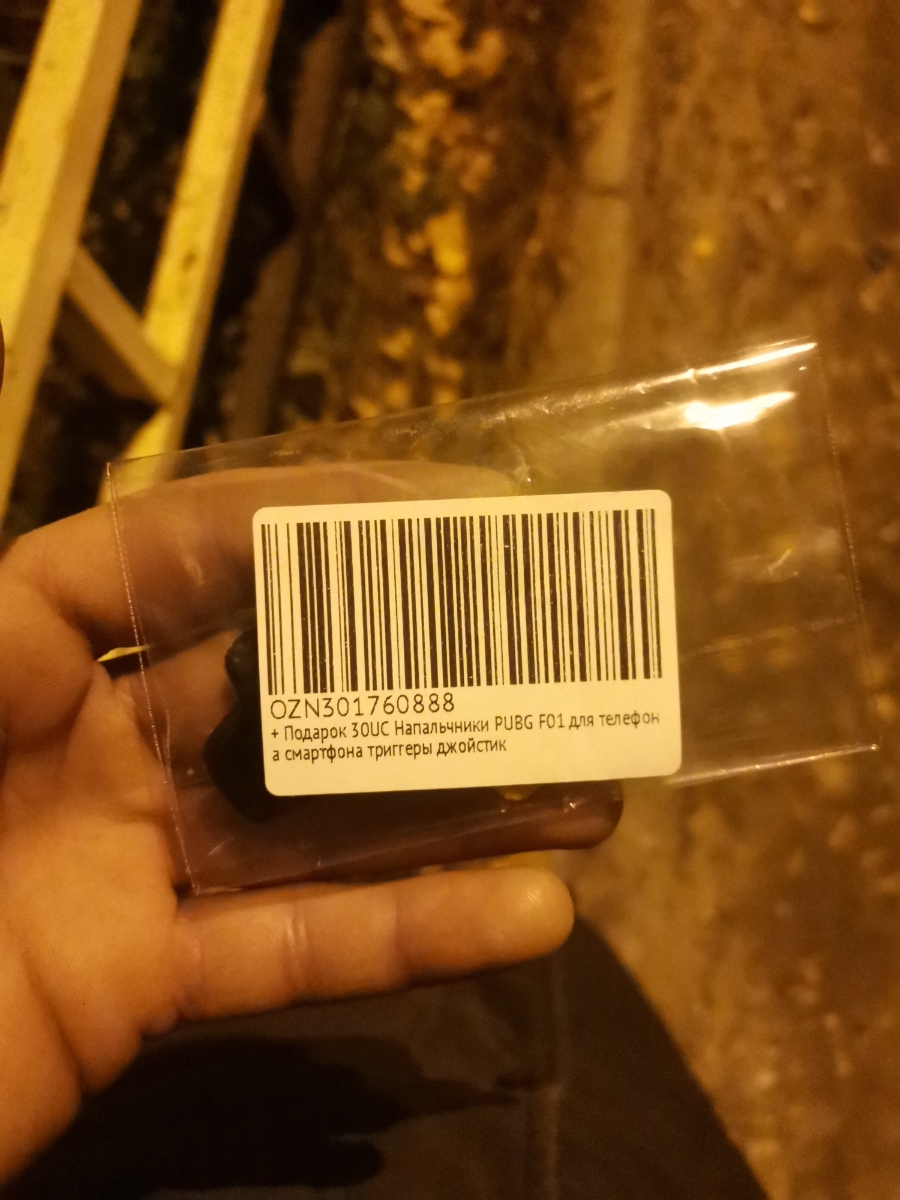 OZN301760888
+ Подарок 30UC Напальчники PUBG F01 для телефон
а смартфона триггеры джойстик